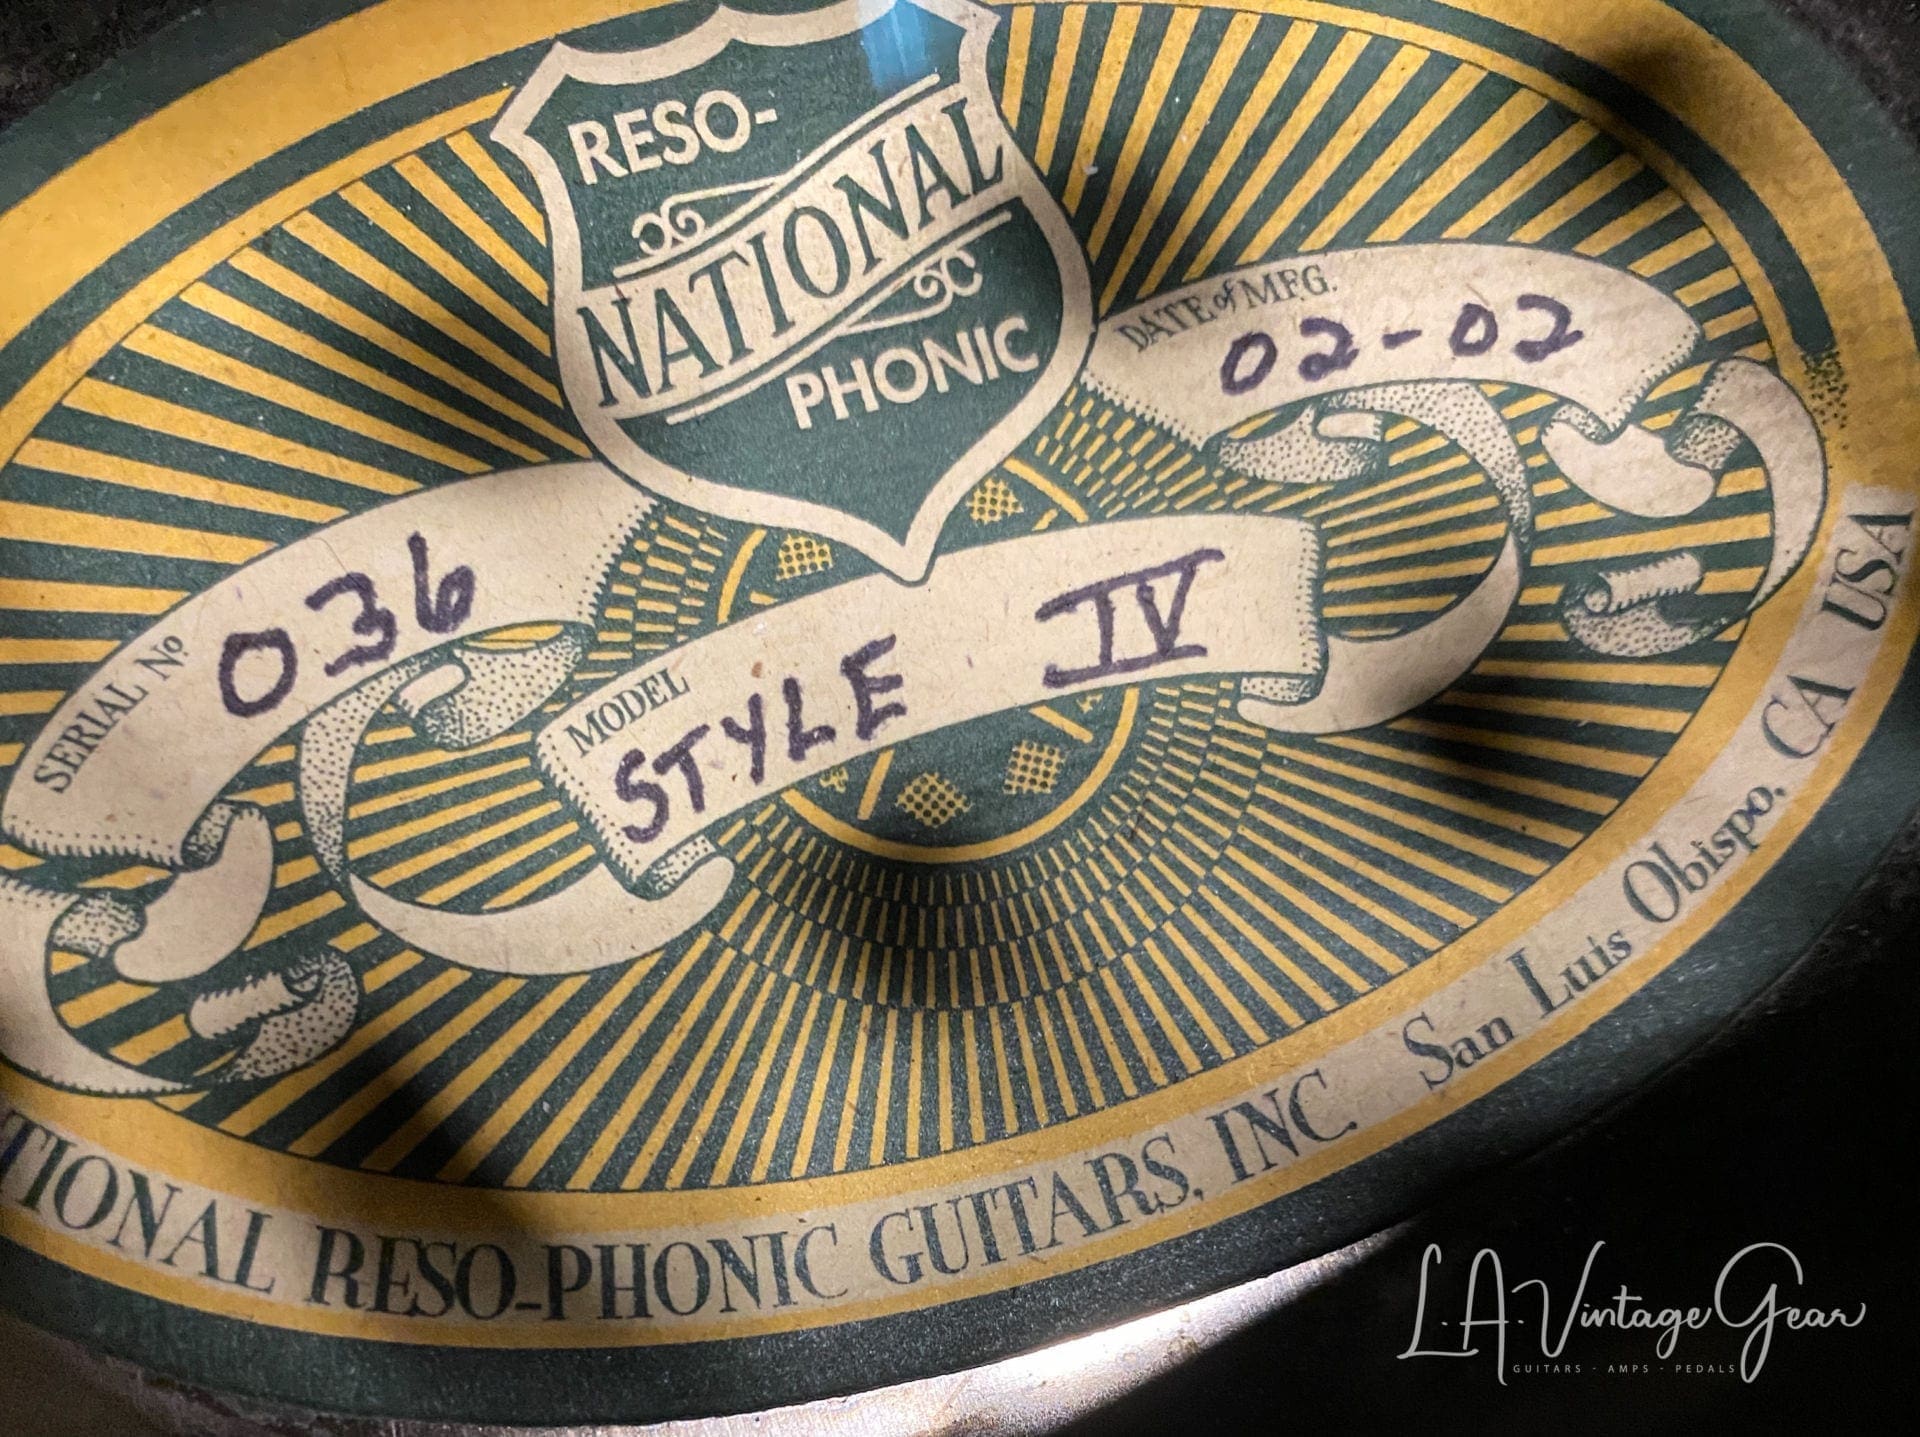 RESO-
NATIONAL
PHONIC
DATE of MFG.
02-02
SERIAL Nº
036
MODEL
STYLE IV
TIONAL RESO-PHONIC GUITARS, INC. San Luis Obispo, CA USA
L.A. Vintage Gear
GUITARS - AMPS - PEDALS